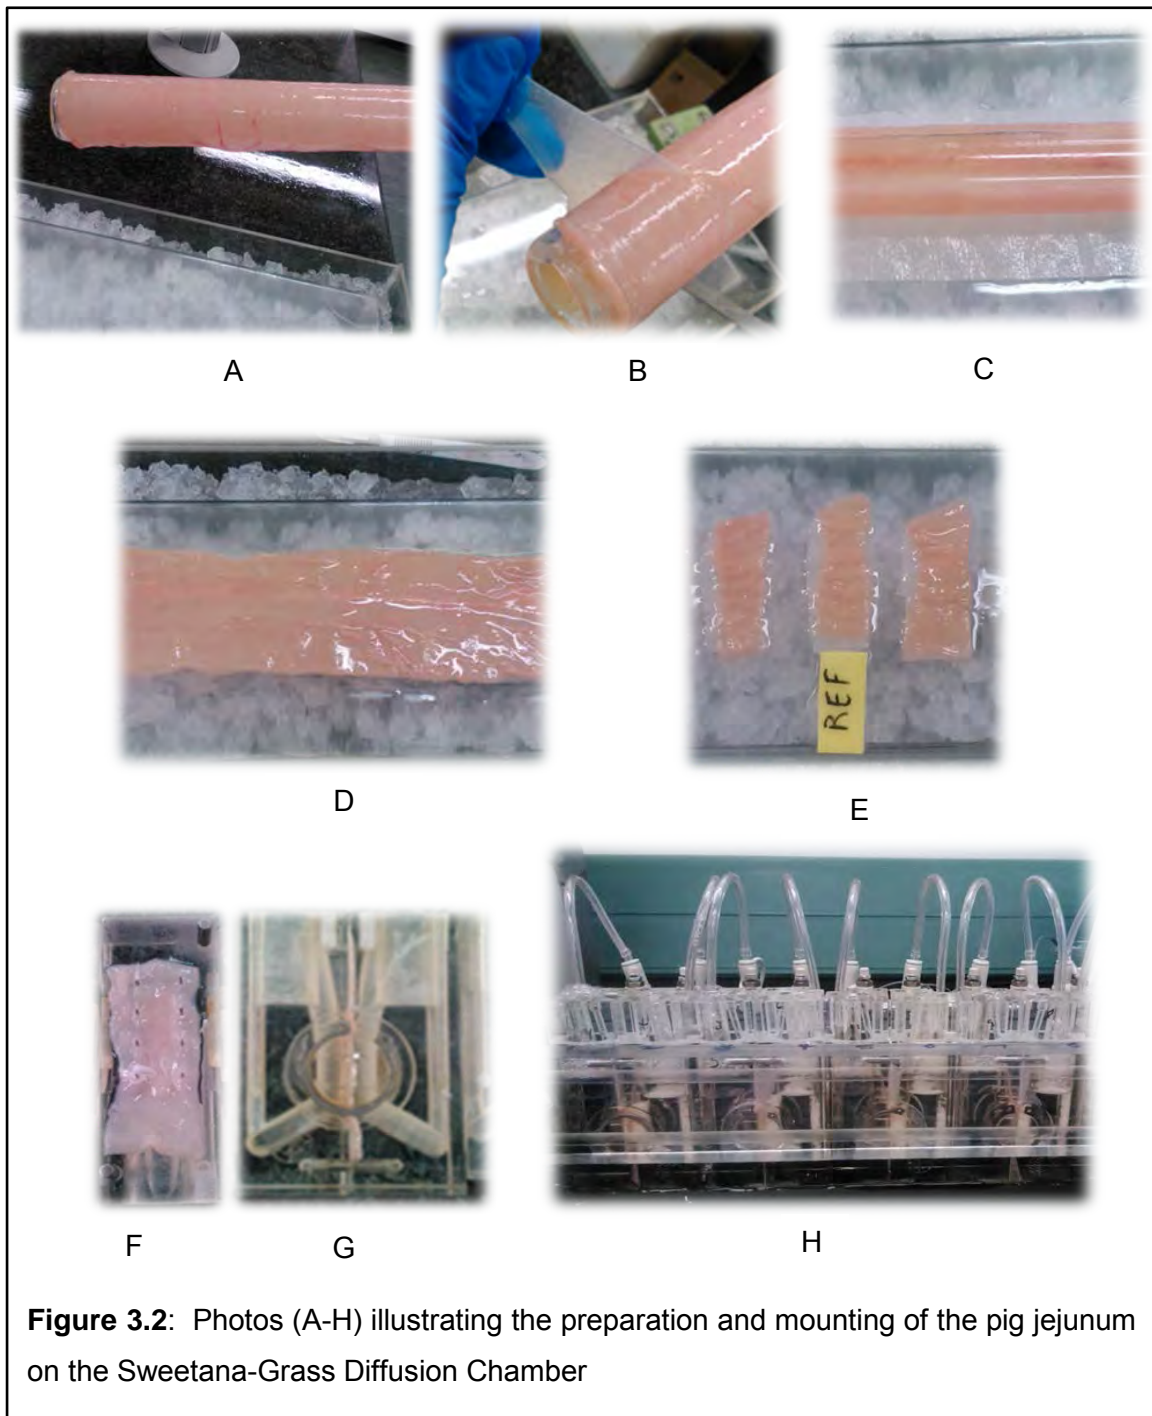 A
B
C
D
E
REF
F
G
H
Figure 3.2: Photos (A-H) illustrating the preparation and mounting of the pig jejunum
on the Sweetana-Grass Diffusion Chamber